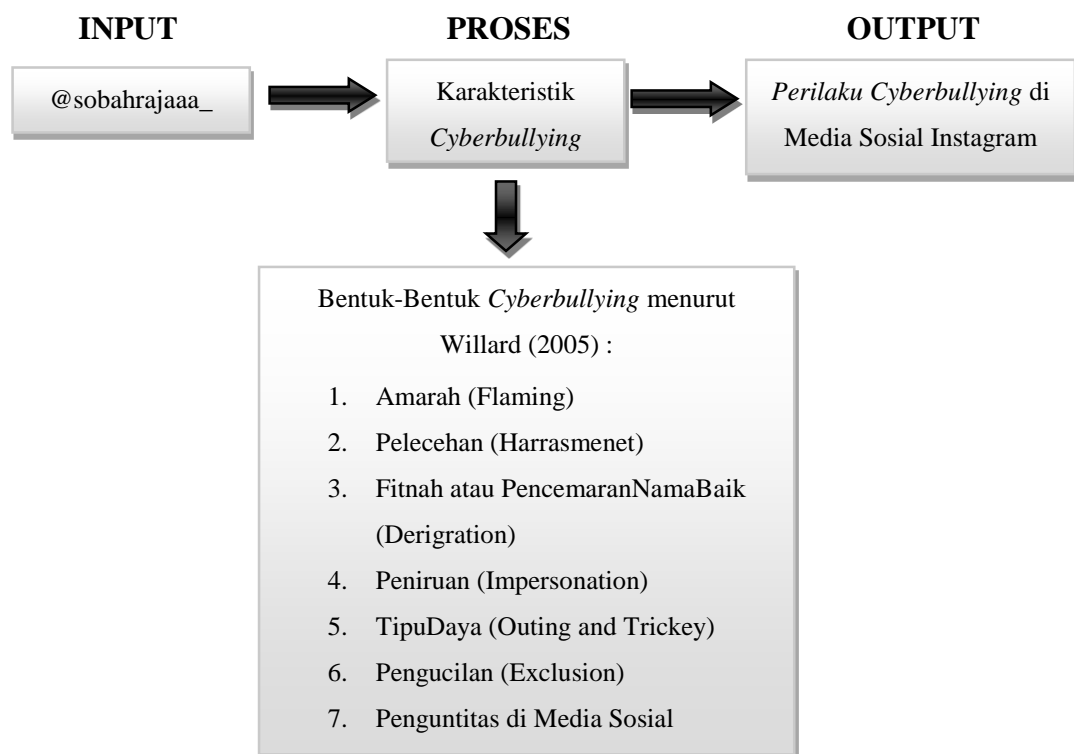 INPUT PROSES OUTPUT
@sobahrajaaa_
Karakteristik
Cyberbullying
Perilaku Cyberbullying di
Media Sosial Instagram
Bentuk-Bentuk Cyberbullying menurut
Willard (2005) :
1. Amarah (Flaming)
2. Pelecehan (Harrasmenet)
3. Fitnah atau PencemaranNamaBaik
(Derigration)
4. Peniruan (Impersonation)
5. TipuDaya (Outing and Trickey)
6. Pengucilan (Exclusion)
7. Penguntitas di Media Sosial